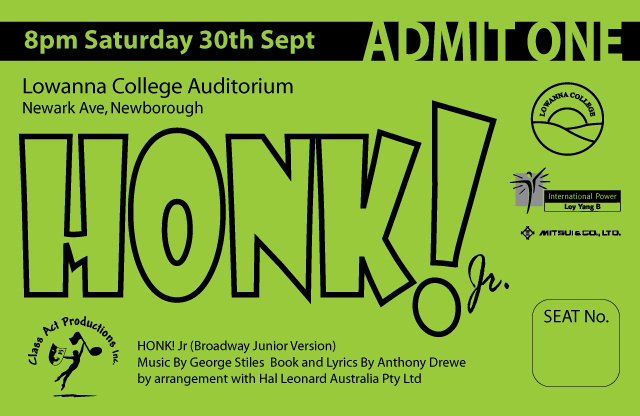 8pm Saturday 30th Sept
ADMIT ONE
Lowanna College Auditorium
Newark Ave, Newborough
LOWANNA COLLEGE
HONK!
Jr.
International Power
Loy Yang B
MITSUI & CO., LTD.
SEAT No.
Class Act Productions Inc.
HONK! Jr (Broadway Junior Version)
Music By George Stiles Book and Lyrics By Anthony Drewe
by arrangement with Hal Leonard Australia Pty Ltd